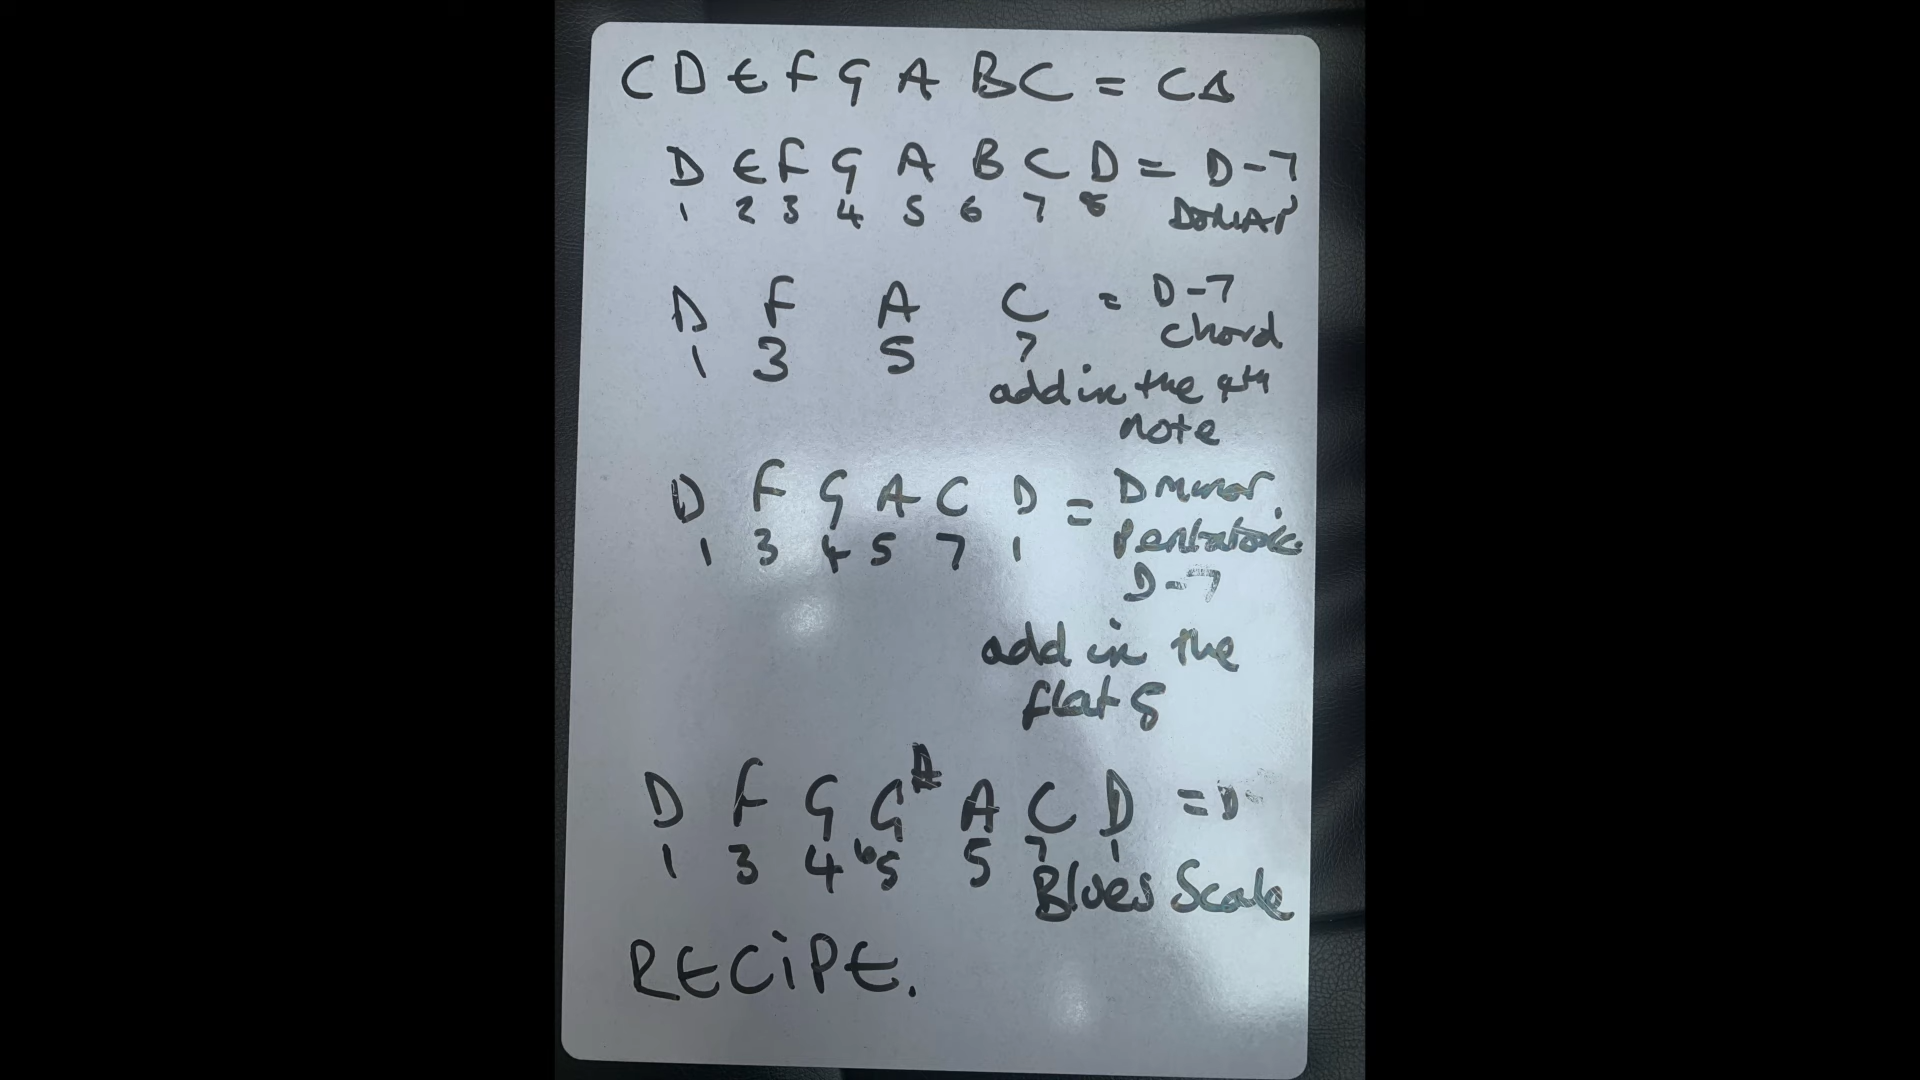 C D E F G A B C = C∆
D E F G A B C D = D-7
1 2 3 4 5 6 7 8
D F A C = D-7
chord
1 3 5 7
add in the 4th
note
D F G A C D = D minor
Pentatonic
1 3 4 5 7 1
D-7
add in the
flat 5
D F G G# A C D = D-
1 3 4 b5 5 7 1
Blues Scale
RECiPE.